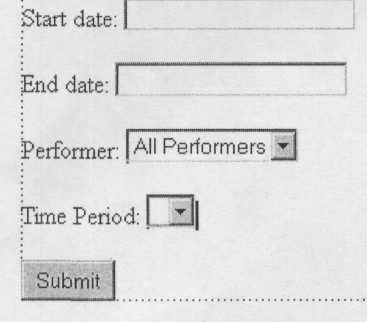 Start date:
End date:
Performer: All Performers
Time Period:
Submit